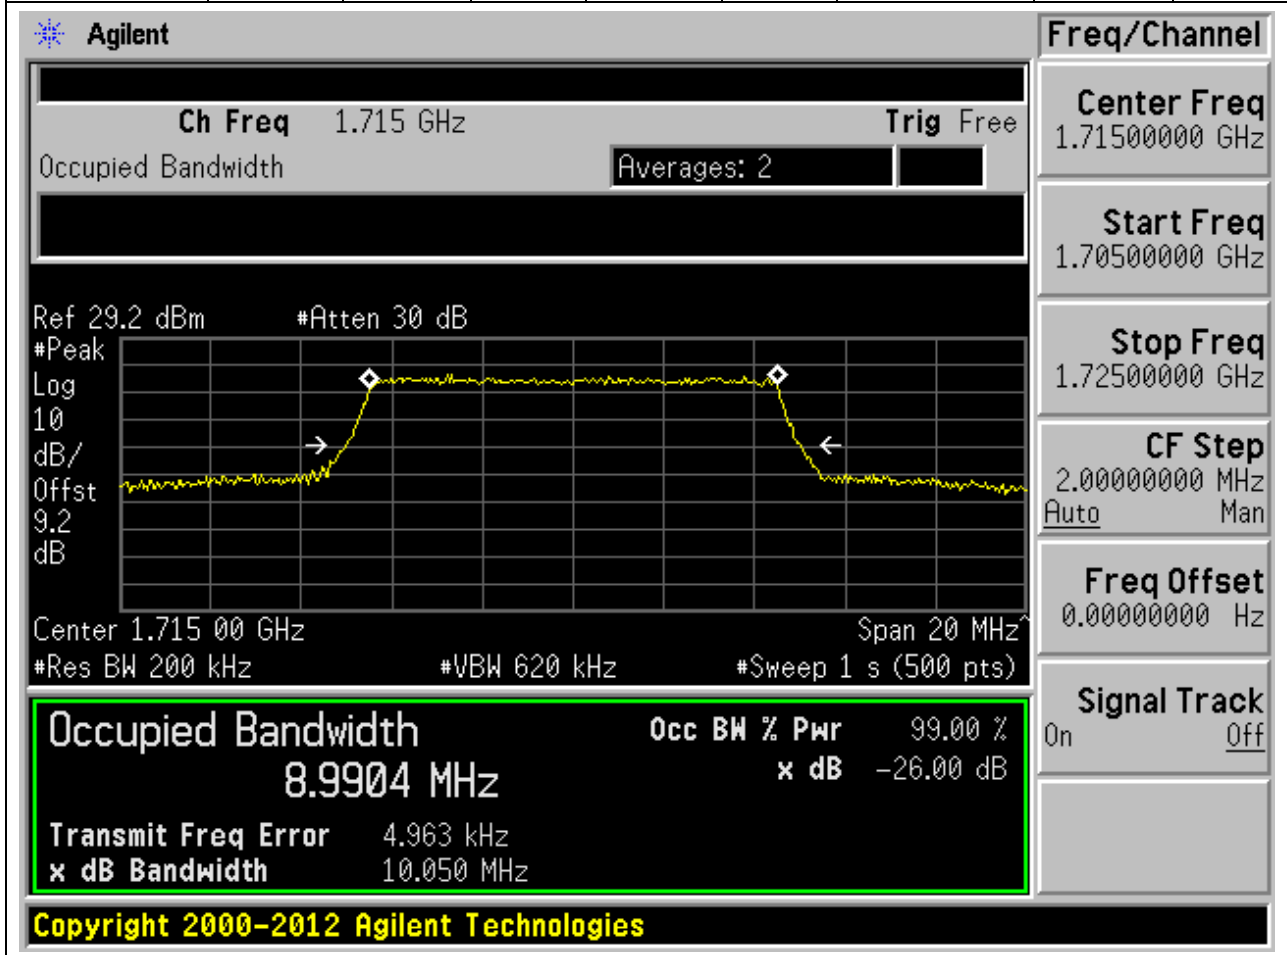 Agilent
Freq/Channel
Ch Freq 1.715 GHz Trig Free
Occupied Bandwidth Averages: 2
Center Freq
1.71500000 GHz
Start Freq
1.70500000 GHz
Stop Freq
1.72500000 GHz
CF Step
2.00000000 MHz
Auto Man
Freq Offset
0.00000000 Hz
Signal Track
On Off
Ref 29.2 dBm #Atten 30 dB
#Peak
Log
10
dB/
Offst
9.2
dB
Center 1.715 00 GHz Span 20 MHz^
#Res BW 200 kHz #VBW 620 kHz #Sweep 1 s (500 pts)
Occupied Bandwidth Occ BW % Pwr 99.00 %
8.9904 MHz x dB -26.00 dB
Transmit Freq Error 4.963 kHz
x dB Bandwidth 10.050 MHz
Copyright 2000-2012 Agilent Technologies